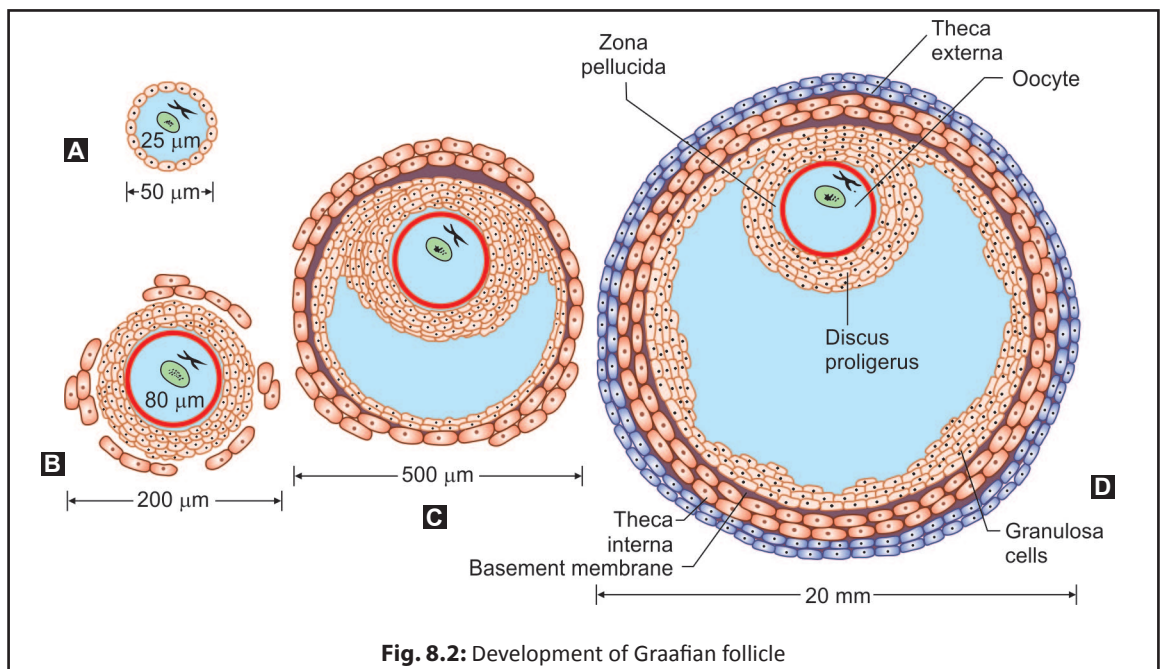 Theca
externa
Zona
pellucida
Oocyte
25 µm
A
50 µm
80 µm
B
200 µm
500 µm
C
Discus
proligerus
D
Theca
interna
Basement membrane
Granulosa
cells
20 mm
Fig. 8.2: Development of Graafian follicle